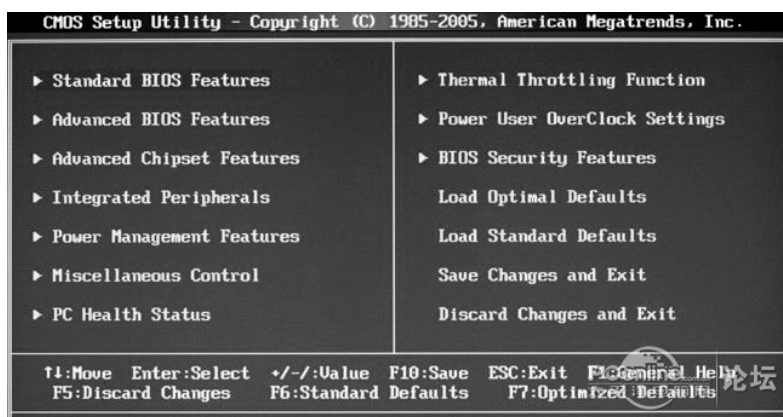 CMOS Setup Utility - Copyright (C) 1985-2005, American Megatrends, Inc.
▶ Standard BIOS Features
▶ Advanced BIOS Features
▶ Advanced Chipset Features
▶ Integrated Peripherals
▶ Power Management Features
▶ Miscellaneous Control
▶ PC Health Status
▶ Thermal Throttling Function
▶ Power User OverClock Settings
▶ BIOS Security Features
Load Optimal Defaults
Load Standard Defaults
Save Changes and Exit
Discard Changes and Exit
↑↓:Move Enter:Select +/-/:Value F10:Save ESC:Exit F1:General Help
F5:Discard Changes F6:Standard Defaults F7:Optimized Defaults
论坛